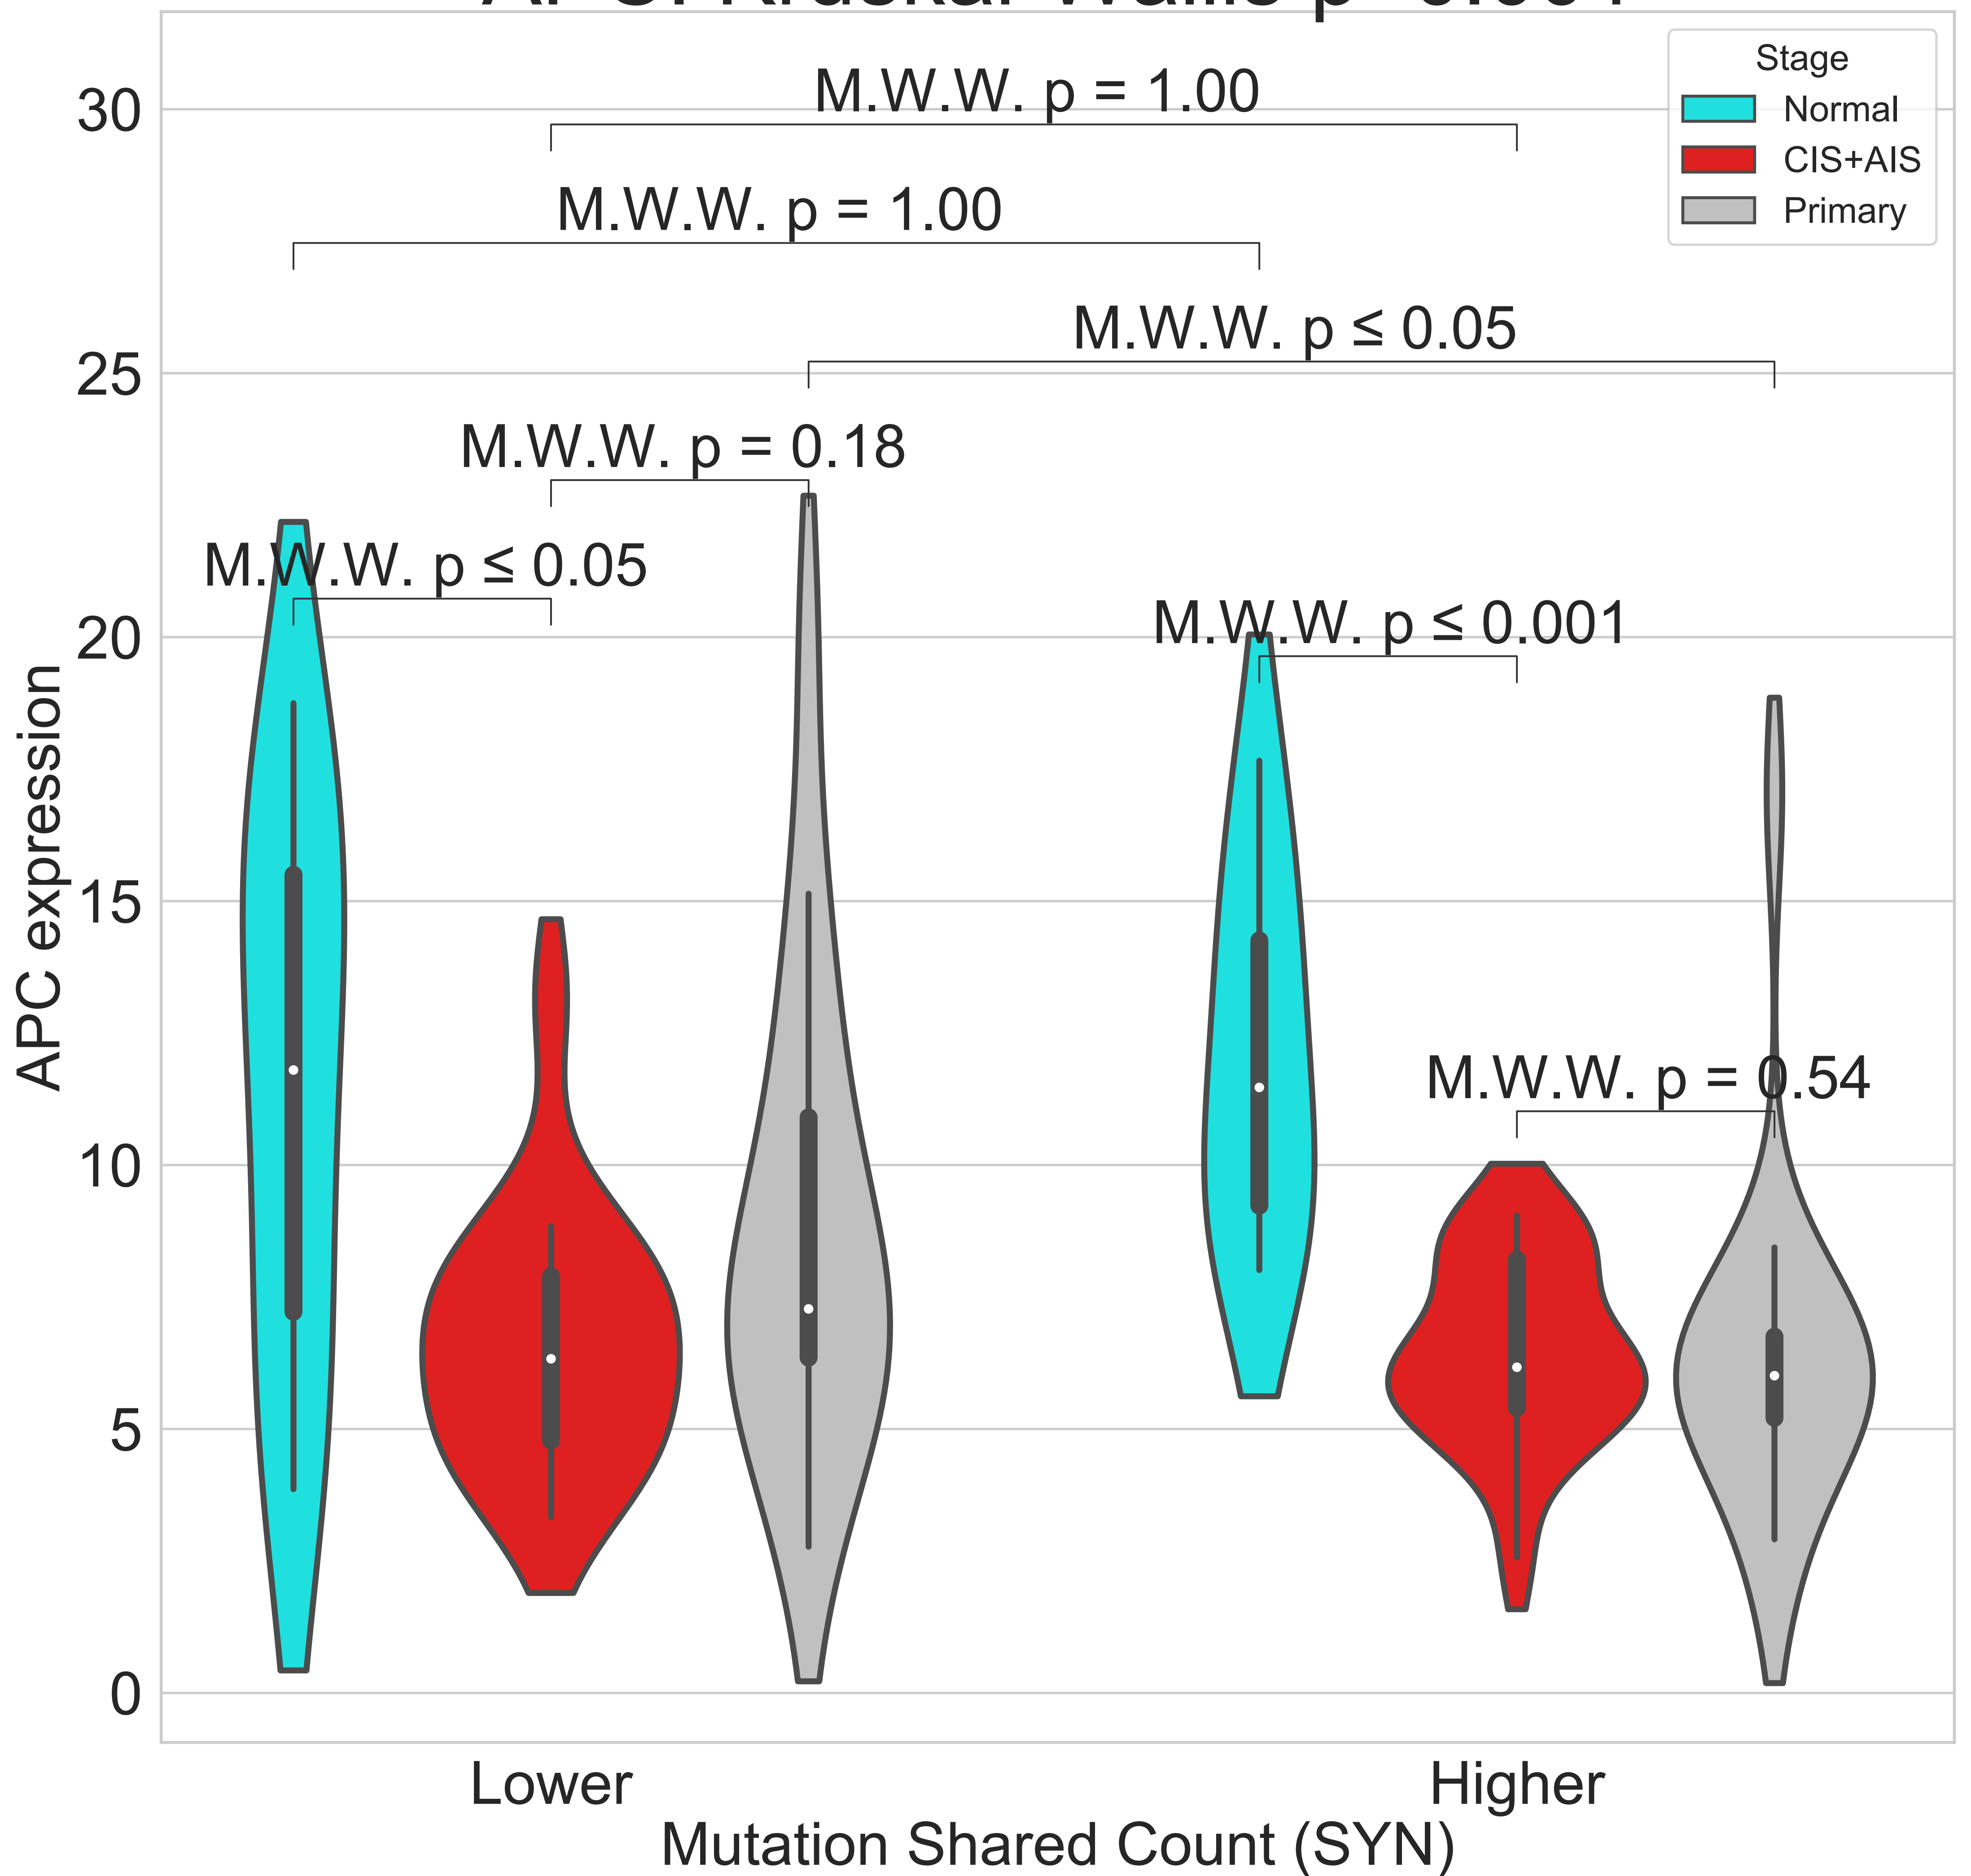 Stage
Normal
CIS+AIS
Primary
M.W.W. p = 1.00
M.W.W. p = 1.00
M.W.W. p ≤ 0.05
M.W.W. p = 0.18
M.W.W. p ≤ 0.05
M.W.W. p ≤ 0.001
M.W.W. p = 0.54
30
25
20
15
10
5
0
APC expression
Lower
Higher
Mutation Shared Count (SYN)